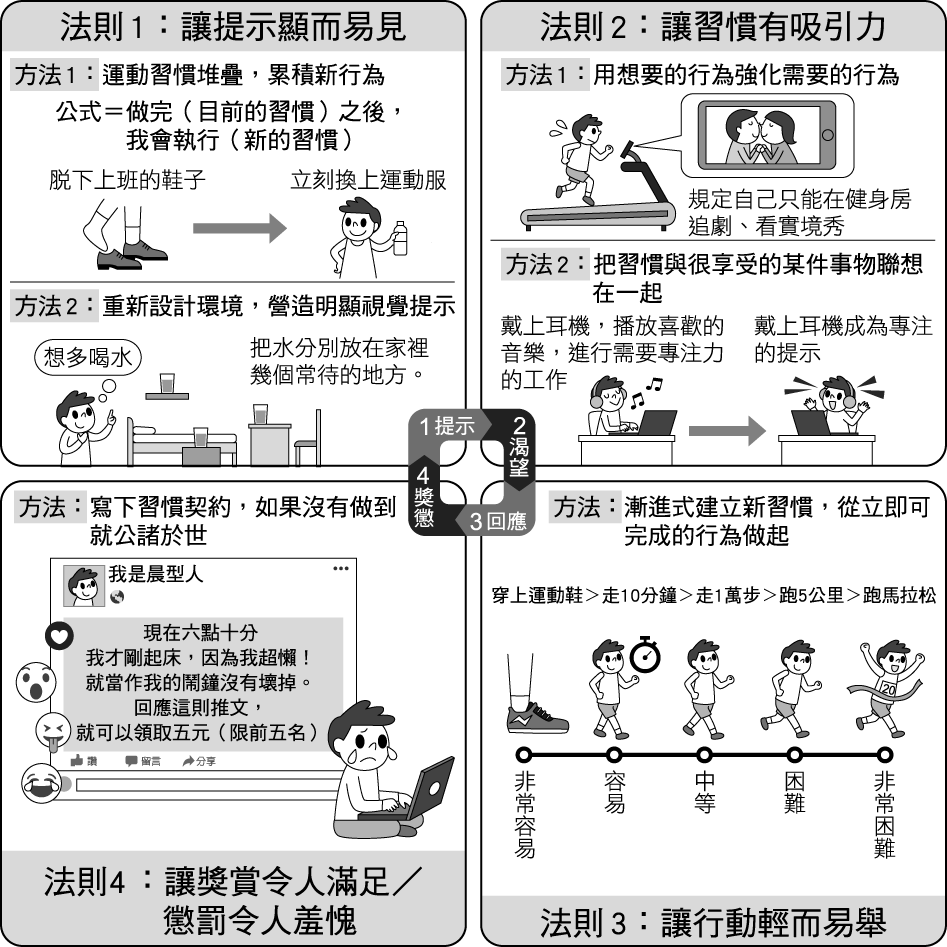 法則1：讓提示顯而易見
方法1：運動習慣堆疊，累積新行為
公式＝做完（目前的習慣）之後，
我會執行（新的習慣）
脱下上班的鞋子
立刻換上運動服
方法2：重新設計環境，營造明顯視覺提示
想多喝水
把水分別放在家裡
幾個常待的地方。
法則2：讓習慣有吸引力
方法1：用想要的行為強化需要的行為
規定自己只能在健身房
追劇、看實境秀
方法2：把習慣與很享受的某件事物聯想
在一起
戴上耳機，播放喜歡的
音樂，進行需要專注力
的工作
戴上耳機成為專注
的提示
1提示
2渴望
3回應
4獎懲
方法：漸進式建立新習慣，從立即可
完成的行為做起
穿上運動鞋＞走10分鐘＞走1萬步＞跑5公里＞跑馬拉松
20
非常容易
容易
中等
困難
非常困難
法則3：讓行動輕而易舉
方法：寫下習慣契約，如果沒有做到
就公諸於世
我是晨型人
現在六點十分
我才剛起床，因為我超懶！
就當作我的鬧鐘沒有壞掉。
回應這則推文，
就可以領取五元（限前五名）
讚 留言 分享
法則4：讓獎賞令人滿足／
懲罰令人羞愧